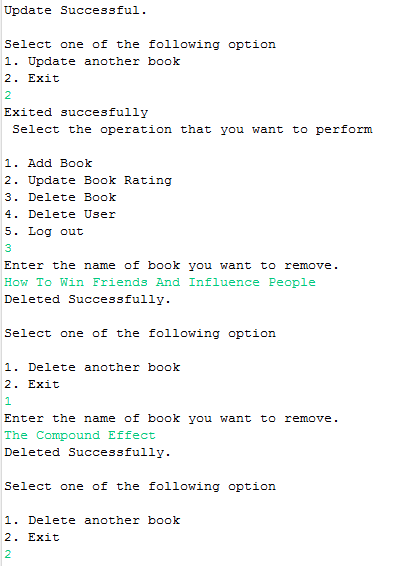 Update Successful.
Select one of the following option
1. Update another book
2. Exit
2
Exited succesfully
Select the operation that you want to perform
1. Add Book
2. Update Book Rating
3. Delete Book
4. Delete User
5. Log out
3
Enter the name of book you want to remove.
How To Win Friends And Influence People
Deleted Successfully.
Select one of the following option
1. Delete another book
2. Exit
1
Enter the name of book you want to remove.
The Compound Effect
Deleted Successfully.
Select one of the following option
1. Delete another book
2. Exit
2